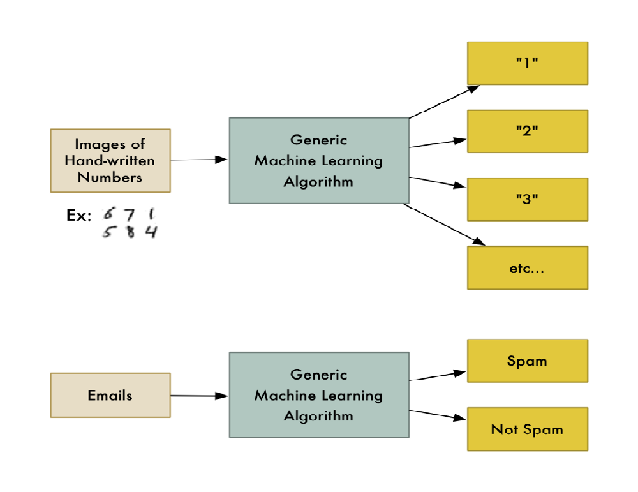 Images of
Hand-written
Numbers
Ex: 6 7 1
5 8 4
Generic
Machine Learning
Algorithm
"1"
"2"
"3"
etc...
Emails
Generic
Machine Learning
Algorithm
Spam
Not Spam